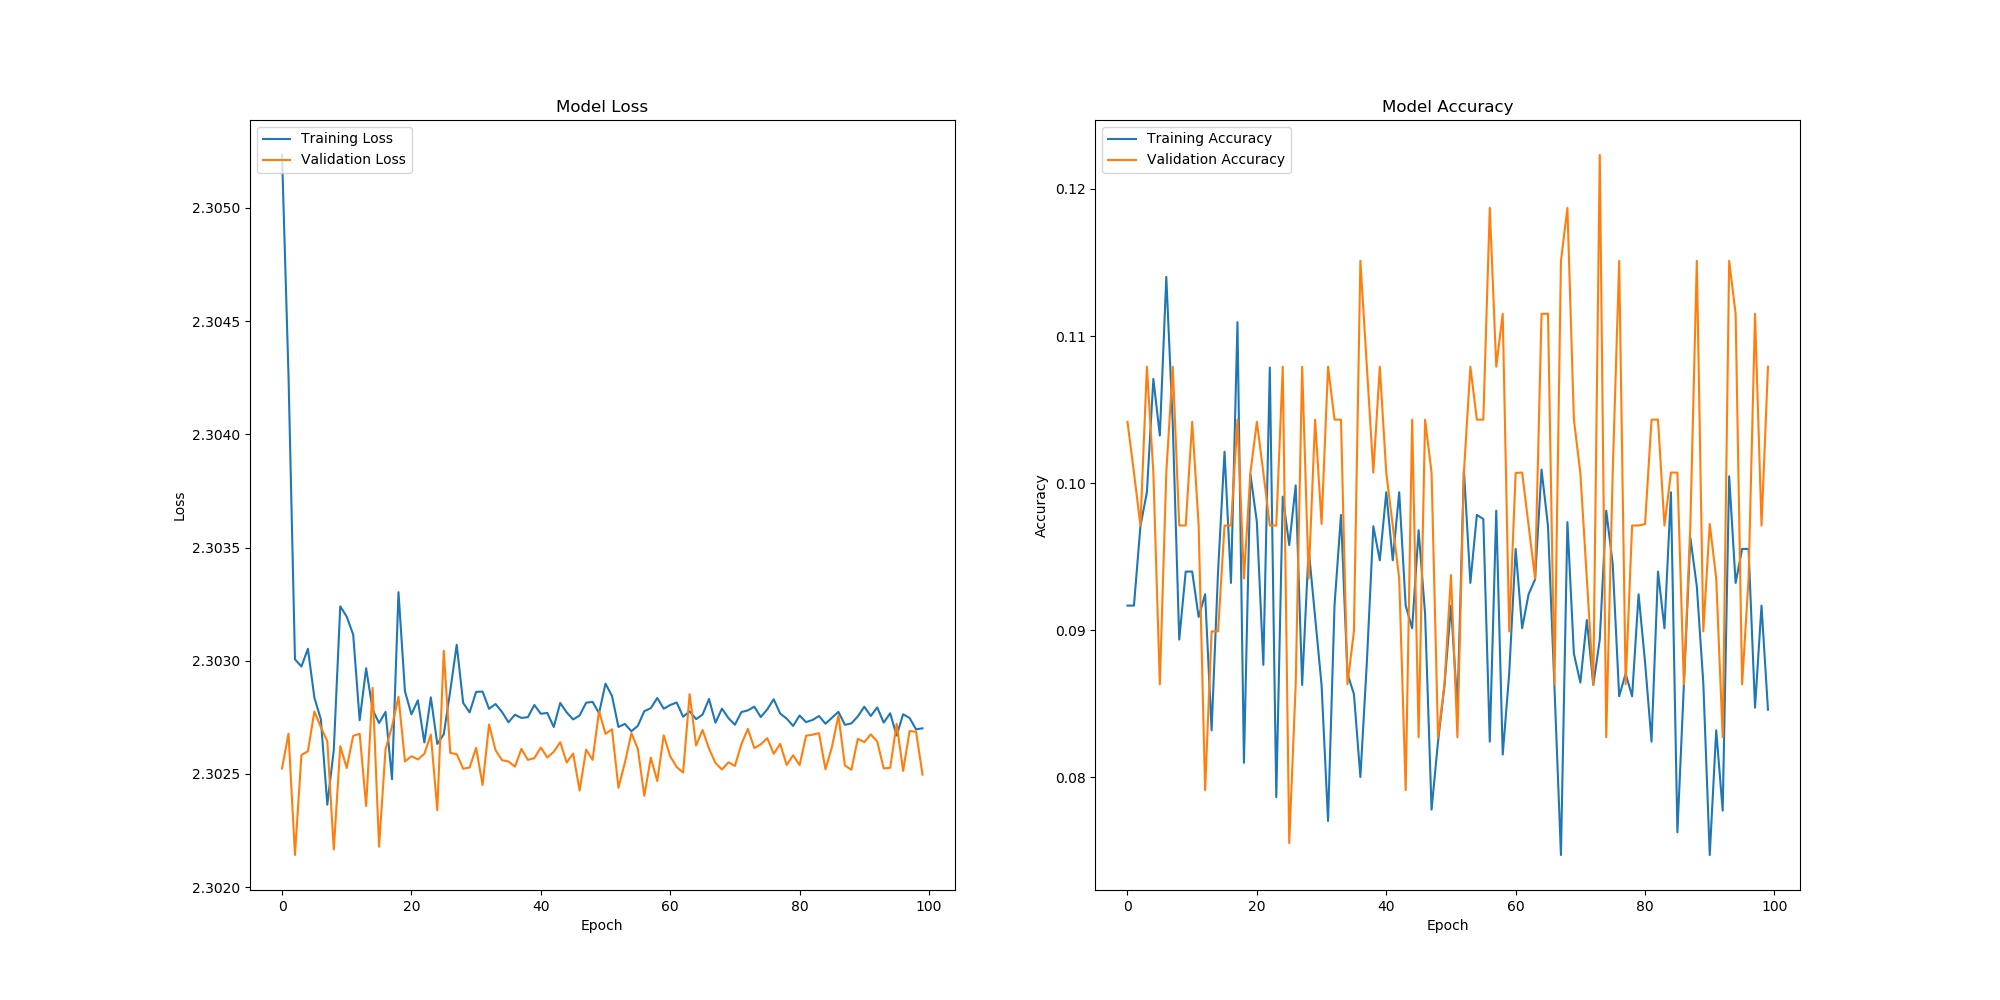 Model Loss
Training Loss
Validation Loss
2.3050
2.3045
2.3040
2.3035
2.3030
2.3025
2.3020
Loss
0 20 40 60 80 100
Epoch
Model Accuracy
Training Accuracy
Validation Accuracy
0.12
0.11
0.10
0.09
0.08
Accuracy
0 20 40 60 80 100
Epoch